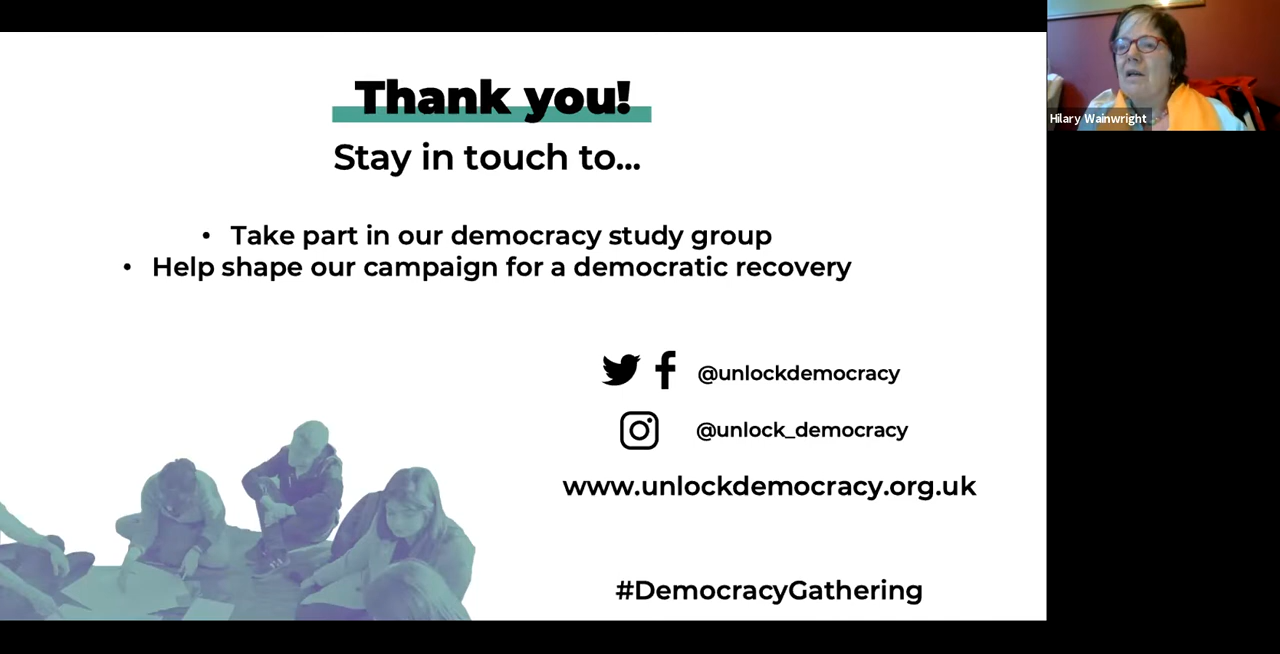 Thank you!
Stay in touch to...
• Take part in our democracy study group
• Help shape our campaign for a democratic recovery
@unlockdemocracy
@unlock_democracy
www.unlockdemocracy.org.uk
#DemocracyGathering
Hilary Wainwright